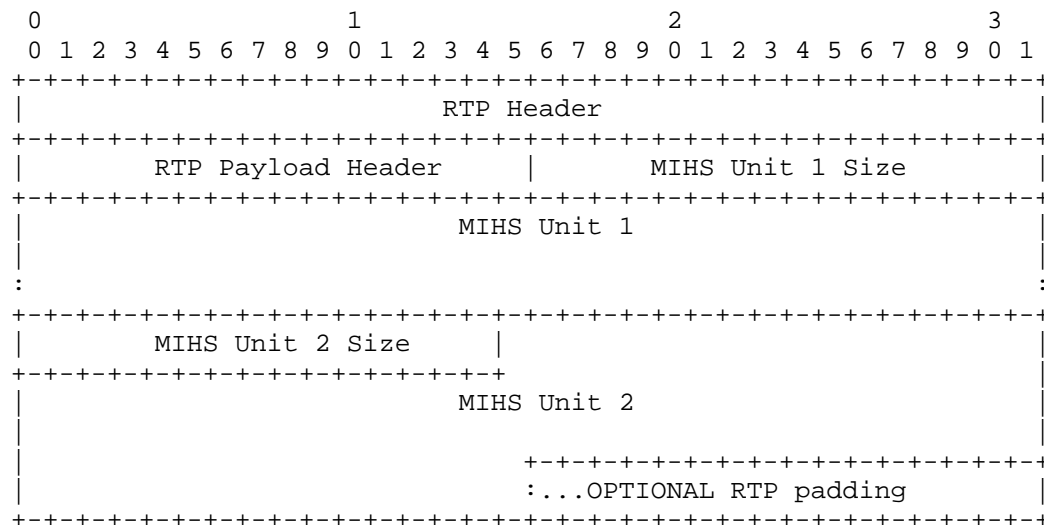 0                   1                   2                   3
 0 1 2 3 4 5 6 7 8 9 0 1 2 3 4 5 6 7 8 9 0 1 2 3 4 5 6 7 8 9 0 1
+-+-+-+-+-+-+-+-+-+-+-+-+-+-+-+-+-+-+-+-+-+-+-+-+-+-+-+-+-+-+-+-+
|                          RTP Header                           |
+-+-+-+-+-+-+-+-+-+-+-+-+-+-+-+-+-+-+-+-+-+-+-+-+-+-+-+-+-+-+-+-+
|        RTP Payload Header     |       MIHS Unit 1 Size        |
+-+-+-+-+-+-+-+-+-+-+-+-+-+-+-+-+-+-+-+-+-+-+-+-+-+-+-+-+-+-+-+-+
|                           MIHS Unit 1                         |
|                                                               |
:                                                               :
+-+-+-+-+-+-+-+-+-+-+-+-+-+-+-+-+-+-+-+-+-+-+-+-+-+-+-+-+-+-+-+-+
|        MIHS Unit 2 Size     |                                 |
+-+-+-+-+-+-+-+-+-+-+-+-+-+-+-+                                 |
|                           MIHS Unit 2                         |
|                                                               |
|                               +-+-+-+-+-+-+-+-+-+-+-+-+-+-+-+-+
|                               :...OPTIONAL RTP padding        |
+-+-+-+-+-+-+-+-+-+-+-+-+-+-+-+-+-+-+-+-+-+-+-+-+-+-+-+-+-+-+-+-+